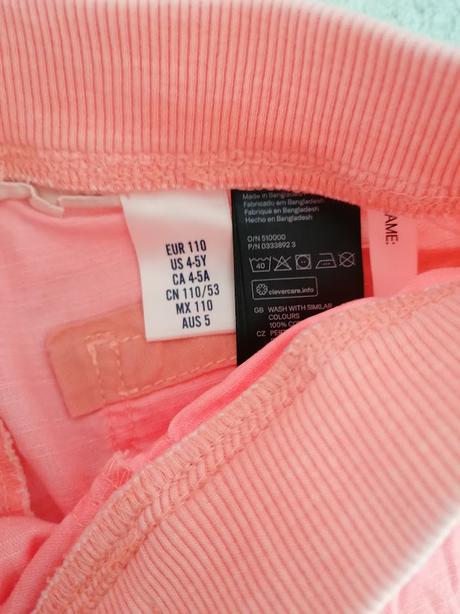 EUR 110
US 4-5Y
CA 4-5A
CN 110/53
MX 110
AUS 5
Made in Bangladesh
Fabricado em Bangladesh
Fabriqué en Bangladesh
Hecho en Bangladesh
O/N 510000
P/N 0333892 3
40
clevercare.info
GB WASH WITH SIMILAR
COLOURS
100% C
CZ
AME: